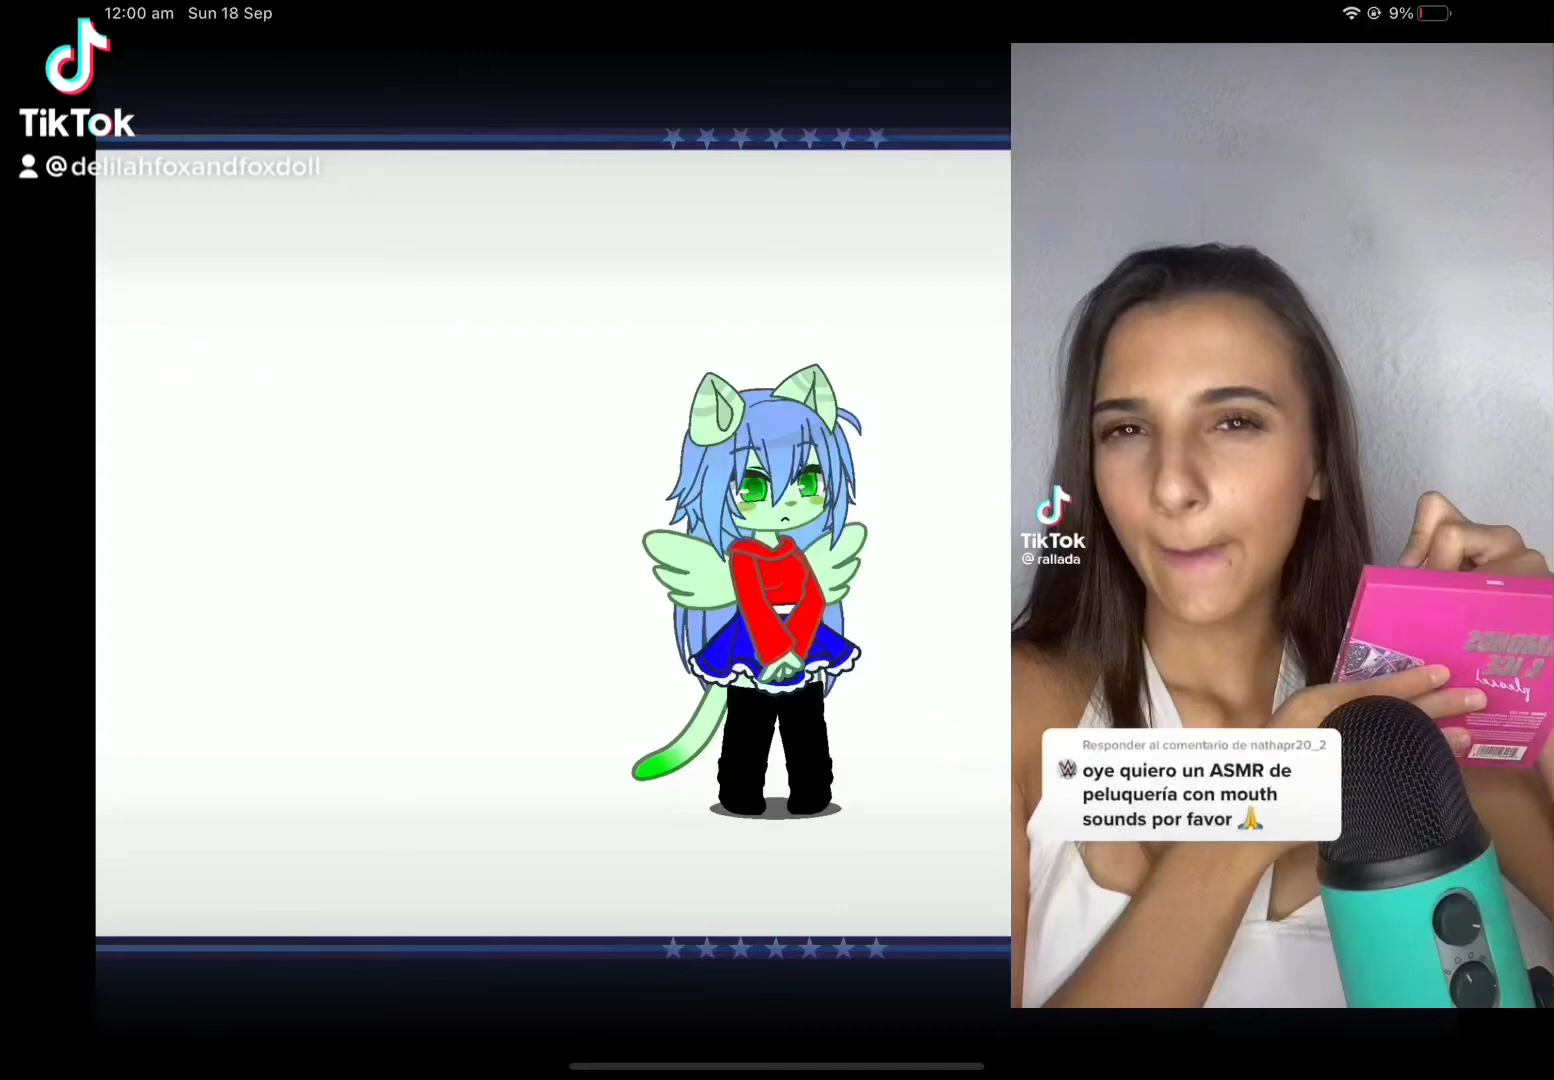 12:00 am Sun 18 Sep
9%
TikTok
@delilahfoxandfoxdoll
TikTok
@rallada
Responder al comentario de nathapr20_2
oye quiero un ASMR de
peluquería con mouth
sounds por favor 🙏
please!